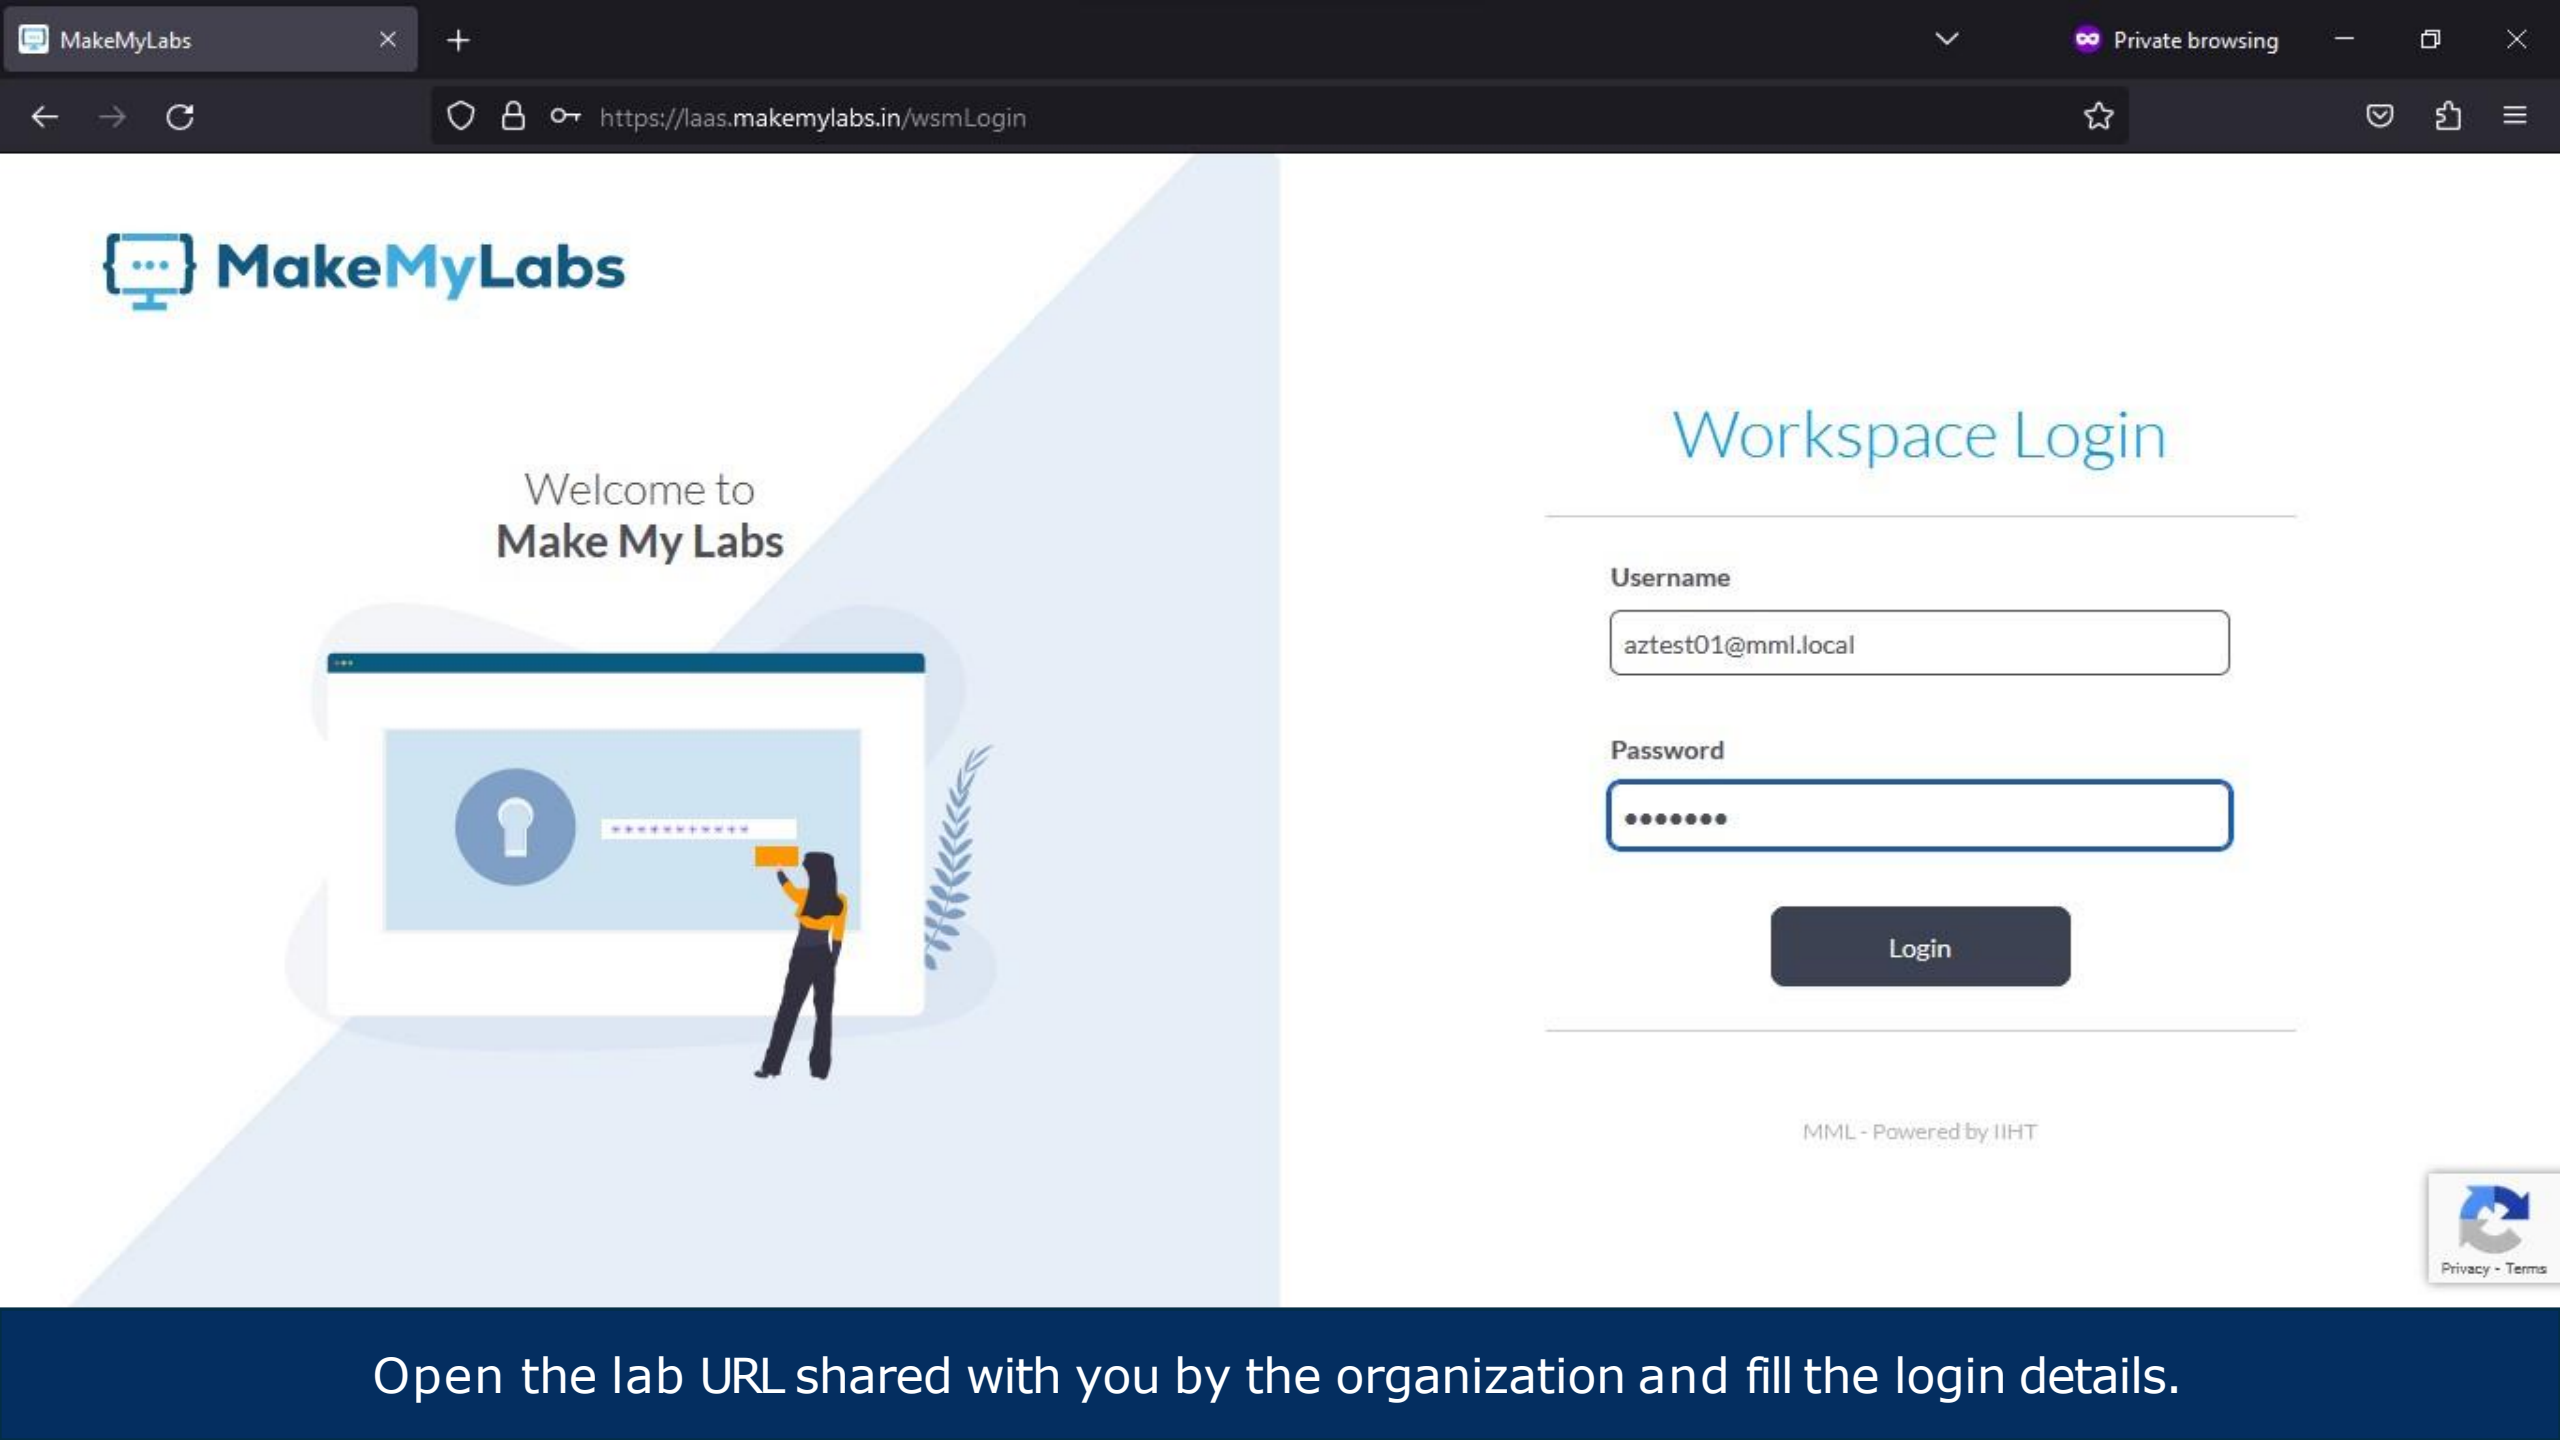 MakeMyLabs
Private browsing
https://laas.makemylabs.in/wsmLogin
MakeMyLabs
Welcome to
Make My Labs
***********
Workspace Login
Username
aztest01@mml.local
Password
•••••••
Login
MML - Powered by IIHT
Privacy - Terms
Open the lab URL shared with you by the organization and fill the login details.